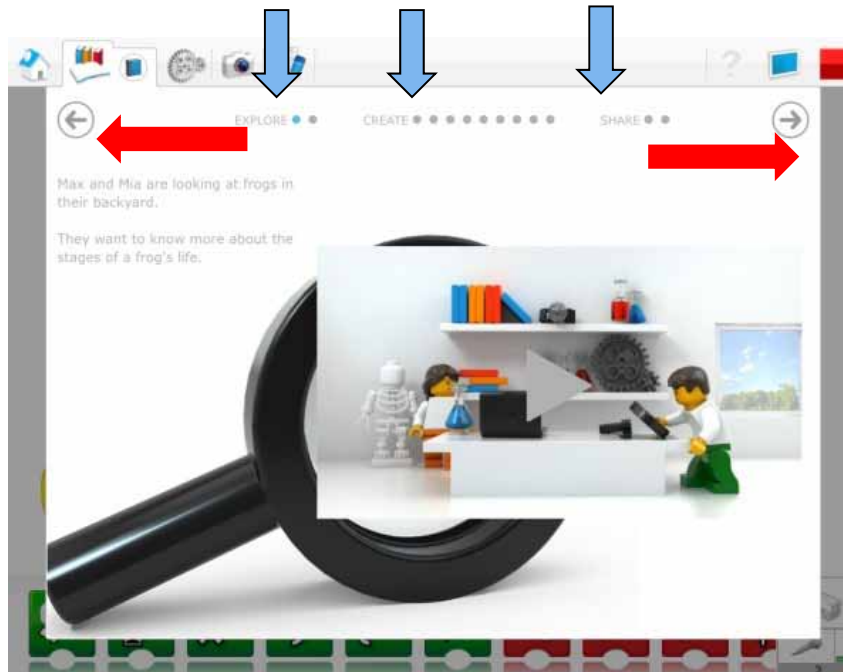 EXPLORE CREATE SHARE
Max and Mia are looking at frogs in
their backyard.
They want to know more about the
stages of a frog's life.